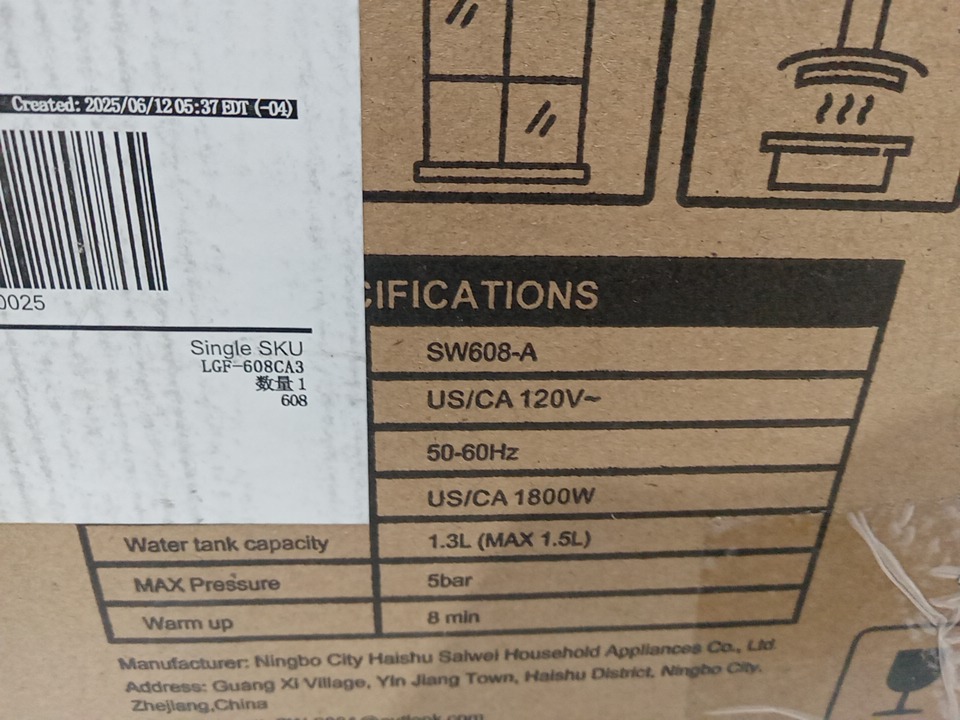 Created: 2025/06/12 05:37 EDT (-04)
0025
Single SKU
LGF-608CA3
数量 1
608
CIFICATIONS
SW608-A
US/CA 120V~
50-60Hz
US/CA 1800W
Water tank capacity 1.3L (MAX 1.5L)
MAX Pressure 5bar
Warm up 8 min
Manufacturer: Ningbo City Haishu Saiwei Household Appliances Co., Ltd
Address: Guang Xi Village, Yin Jiang Town, Haishu District, Ningbo City,
Zhejiang,China